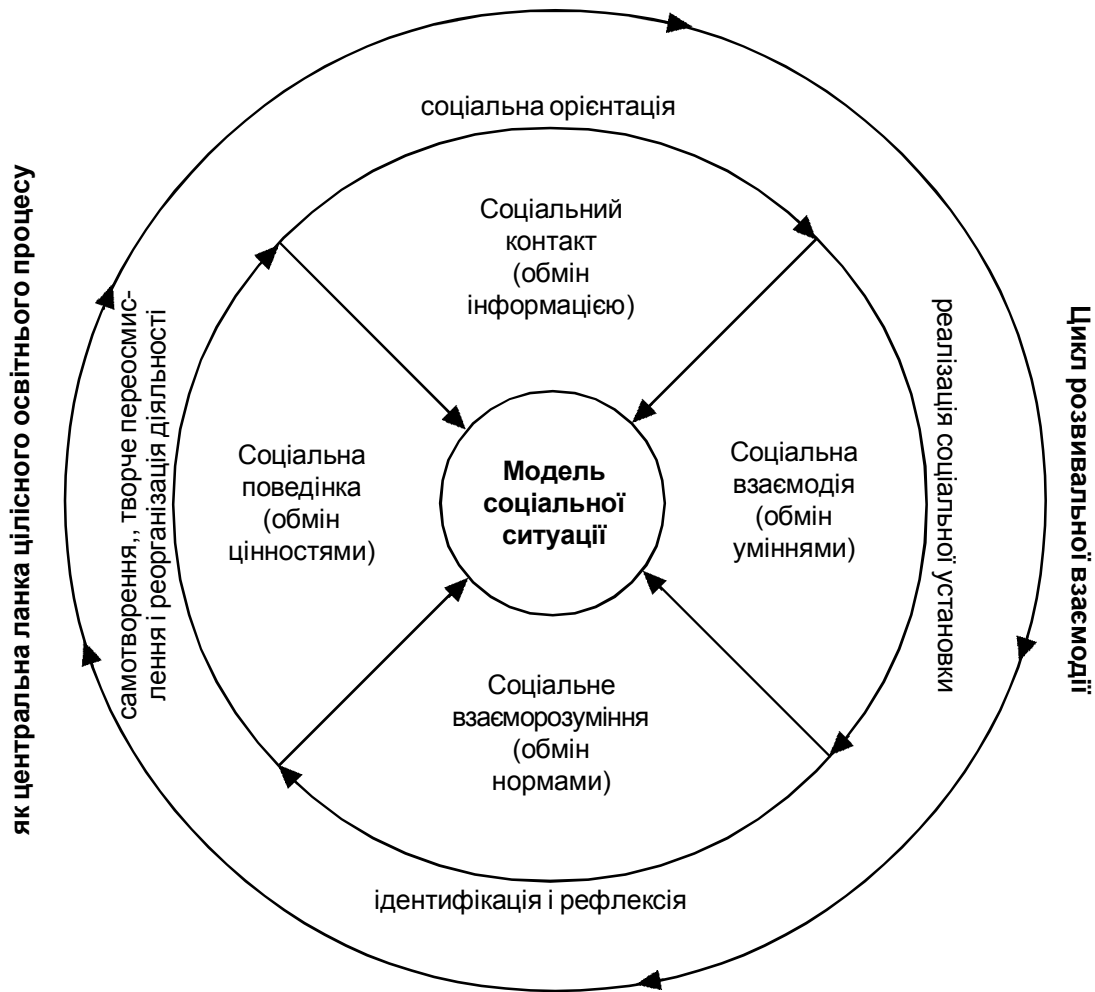 соціальна орієнтація
Соціальний
контакт
(обмін
інформацією)
як центральна ланка цілісного освітнього процесу
самотворення,, творче переосмис-
лення і реорганізація діяльності
Соціальна
поведінка
(обмін
цінностями)
Модель
соціальної
ситуації
Соціальна
взаємодія
(обмін
уміннями)
реалізація соціальної установки
Цикл розвивальної взаємодії
Соціальне
взаєморозуміння
(обмін
нормами)
ідентифікація і рефлексія